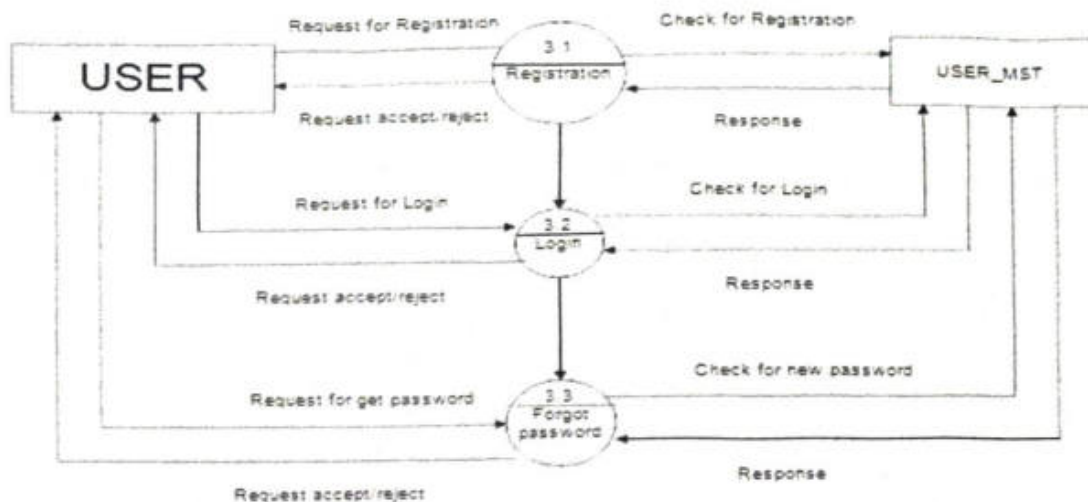 Request for Registration
Check for Registration
3.1
Registration
USER
USER_MST
Request accept/reject
Response
Request for Login
Check for Login
3.2
Login
Request accept/reject
Response
Check for new password
Request for get password
3.3
Forgot
password
Response
Request accept/reject